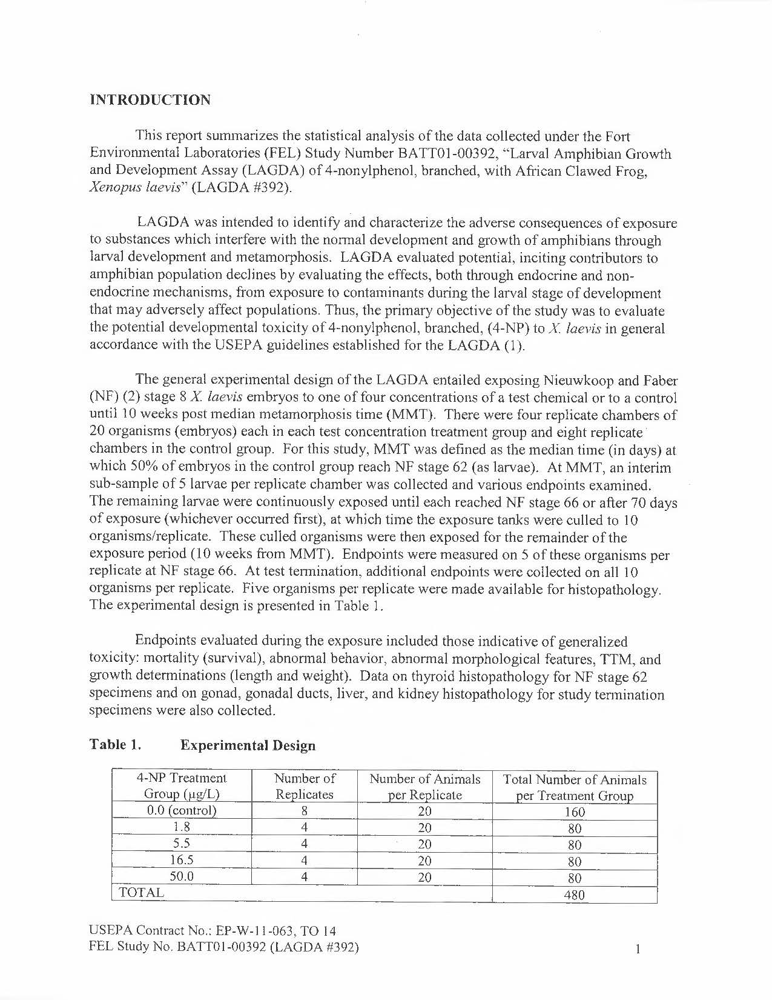 INTRODUCTION
This report summarizes the statistical analysis of the data collected under the Fort
Environmental Laboratories (FEL) Study Number BATT01-00392, “Larval Amphibian Growth
and Development Assay (LAGDA) of 4-nonylphenol, branched, with African Clawed Frog,
Xenopus laevis” (LAGDA #392).
LAGDA was intended to identify and characterize the adverse consequences of exposure
to substances which interfere with the normal development and growth of amphibians through
larval development and metamorphosis. LAGDA evaluated potential, inciting contributors to
amphibian population declines by evaluating the effects, both through endocrine and non-
endocrine mechanisms, from exposure to contaminants during the larval stage of development
that may adversely affect populations. Thus, the primary objective of the study was to evaluate
the potential developmental toxicity of 4-nonylphenol, branched, (4-NP) to X. laevis in general
accordance with the USEPA guidelines established for the LAGDA (1).
The general experimental design of the LAGDA entailed exposing Nieuwkoop and Faber
(NF) (2) stage 8 X. laevis embryos to one of four concentrations of a test chemical or to a control
until 10 weeks post median metamorphosis time (MMT). There were four replicate chambers of
20 organisms (embryos) each in each test concentration treatment group and eight replicate
chambers in the control group. For this study, MMT was defined as the median time (in days) at
which 50% of embryos in the control group reach NF stage 62 (as larvae). At MMT, an interim
sub-sample of 5 larvae per replicate chamber was collected and various endpoints examined.
The remaining larvae were continuously exposed until each reached NF stage 66 or after 70 days
of exposure (whichever occurred first), at which time the exposure tanks were culled to 10
organisms/replicate. These culled organisms were then exposed for the remainder of the
exposure period (10 weeks from MMT). Endpoints were measured on 5 of these organisms per
replicate at NF stage 66. At test termination, additional endpoints were collected on all 10
organisms per replicate. Five organisms per replicate were made available for histopathology.
The experimental design is presented in Table 1.
Endpoints evaluated during the exposure included those indicative of generalized
toxicity: mortality (survival), abnormal behavior, abnormal morphological features, TTM, and
growth determinations (length and weight). Data on thyroid histopathology for NF stage 62
specimens and on gonad, gonadal ducts, liver, and kidney histopathology for study termination
specimens were also collected.
Table 1. Experimental Design
4-NP Treatment Number of Number of Animals Total Number of Animals
Group (µg/L) Replicates per Replicate per Treatment Group
0.0 (control) 8 20 160
1.8 4 20 80
5.5 4 20 80
16.5 4 20 80
50.0 4 20 80
TOTAL 480
USEPA Contract No.: EP-W-11-063, TO 14
FEL Study No. BATT01-00392 (LAGDA #392) 1